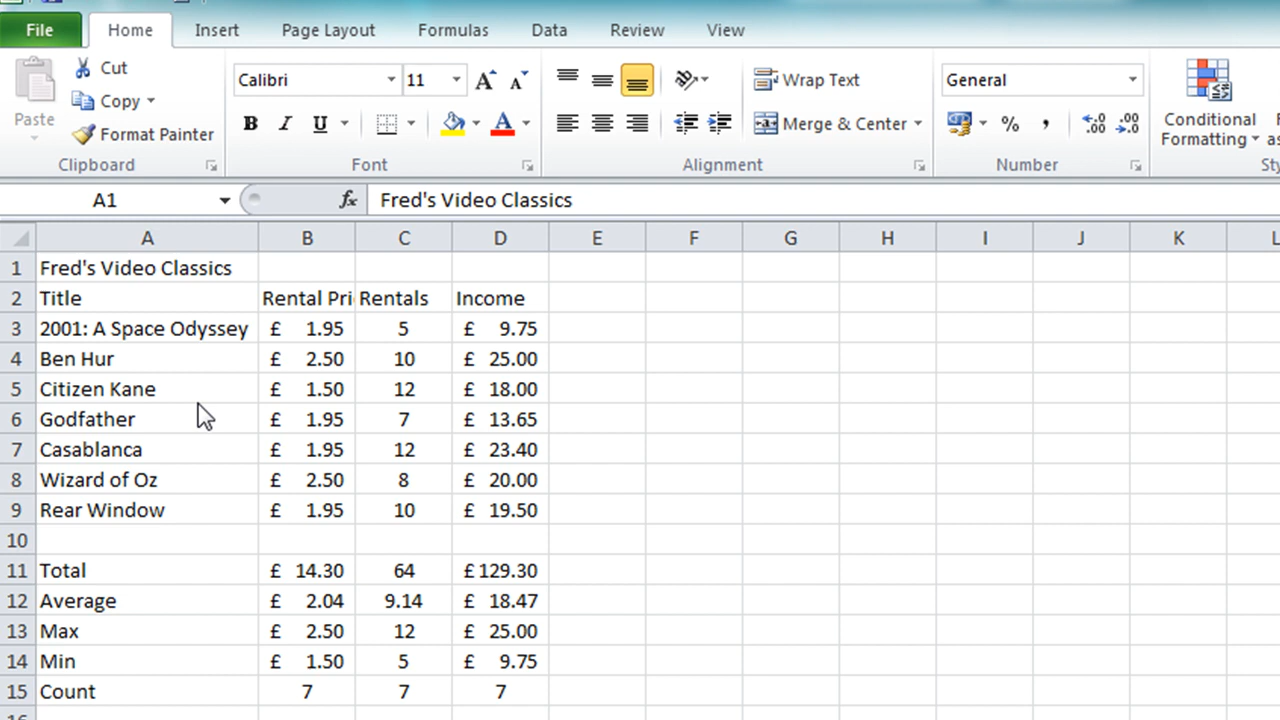 File Home Insert Page Layout Formulas Data Review View
Cut
Copy
Format Painter
Paste
Clipboard
Calibri 11
B I U A
Font
Wrap Text
Merge & Center
Alignment
General
% , .00
Number
Conditional
Formatting
A1 fx Fred's Video Classics
A B C D E F G H I J K L
1 Fred's Video Classics
2 Title Rental Pri Rentals Income
3 2001: A Space Odyssey £ 1.95 5 £ 9.75
4 Ben Hur £ 2.50 10 £ 25.00
5 Citizen Kane £ 1.50 12 £ 18.00
6 Godfather £ 1.95 7 £ 13.65
7 Casablanca £ 1.95 12 £ 23.40
8 Wizard of Oz £ 2.50 8 £ 20.00
9 Rear Window £ 1.95 10 £ 19.50
10
11 Total £ 14.30 64 £ 129.30
12 Average £ 2.04 9.14 £ 18.47
13 Max £ 2.50 12 £ 25.00
14 Min £ 1.50 5 £ 9.75
15 Count 7 7 7